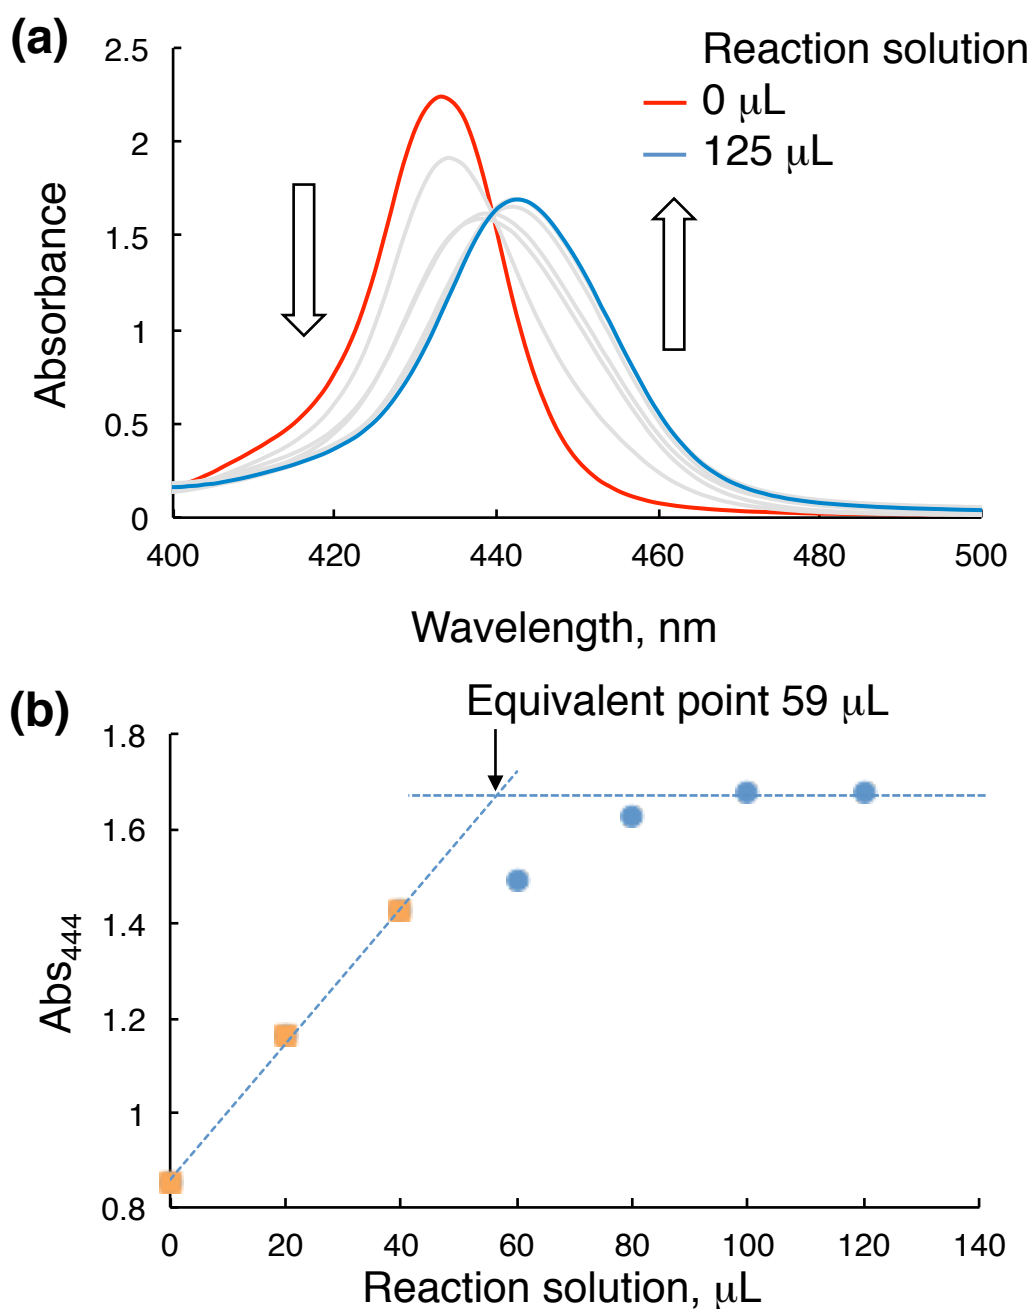 (a)
Reaction solution
0 μL
125 μL
2.5
2
1.5
1
0.5
0
Absorbance
400 420 440 460 480 500
Wavelength, nm
(b)
Equivalent point 59 μL
1.8
1.6
1.4
1.2
1
0.8
Abs444
0 20 40 60 80 100 120 140
Reaction solution, μL